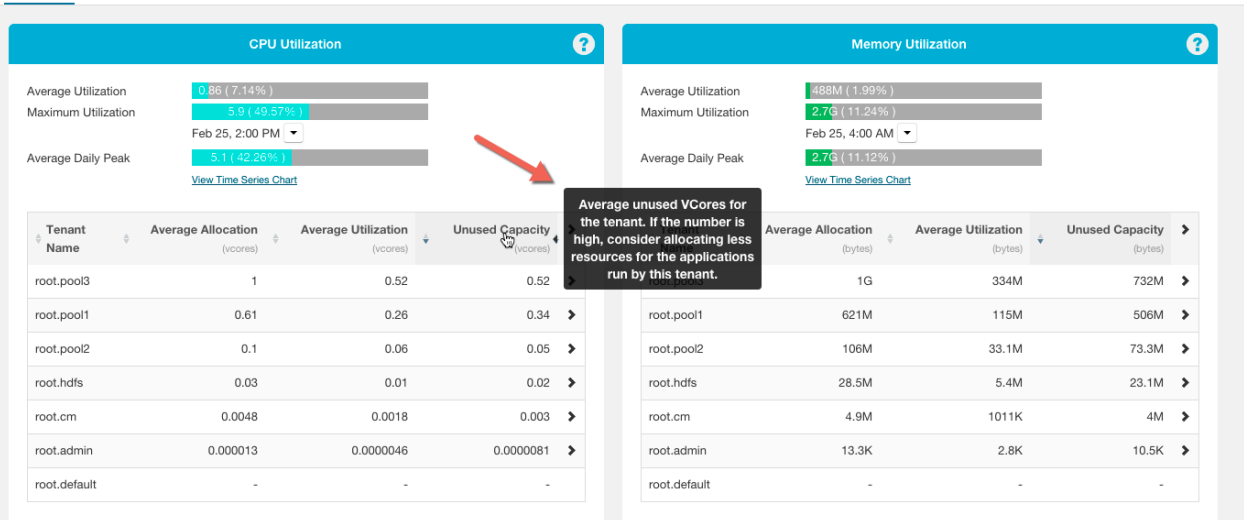 CPU Utilization ?
Average Utilization 0.86 ( 7.14% )
Maximum Utilization 5.9 ( 49.57% )
Feb 25, 2:00 PM
Average Daily Peak 5.1 ( 42.26% )
View Time Series Chart
Tenant Name Average Allocation (vcores) Average Utilization (vcores) Unused Capacity (vcores)
root.pool3 1 0.52 0.52
root.pool1 0.61 0.26 0.34
root.pool2 0.1 0.06 0.05
root.hdfs 0.03 0.01 0.02
root.cm 0.0048 0.0018 0.003
root.admin 0.000013 0.0000046 0.0000081
root.default - - -
Average unused VCores for
the tenant. If the number is
high, consider allocating less
resources for the applications
run by this tenant.
Memory Utilization ?
Average Utilization 488M ( 1.99% )
Maximum Utilization 2.7G ( 11.24% )
Feb 25, 4:00 AM
Average Daily Peak 2.7G ( 11.12% )
View Time Series Chart
Tenant Name Average Allocation (bytes) Average Utilization (bytes) Unused Capacity (bytes)
root.pool3 1G 334M 732M
root.pool1 621M 115M 506M
root.pool2 106M 33.1M 73.3M
root.hdfs 28.5M 5.4M 23.1M
root.cm 4.9M 1011K 4M
root.admin 13.3K 2.8K 10.5K
root.default - - -